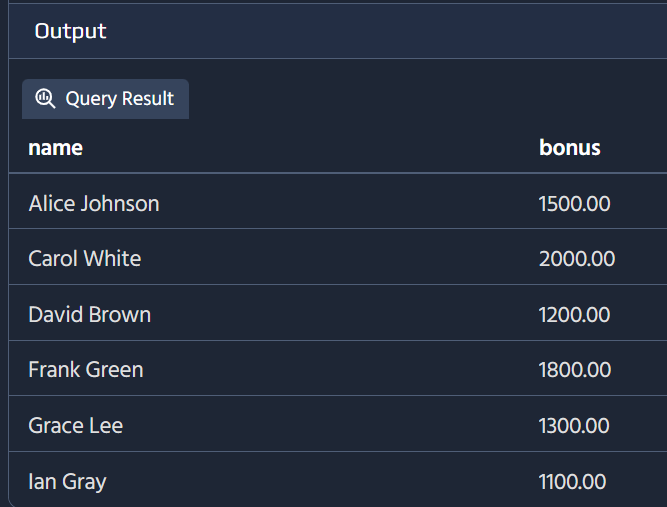 Output
Query Result
name bonus
Alice Johnson 1500.00
Carol White 2000.00
David Brown 1200.00
Frank Green 1800.00
Grace Lee 1300.00
Ian Gray 1100.00